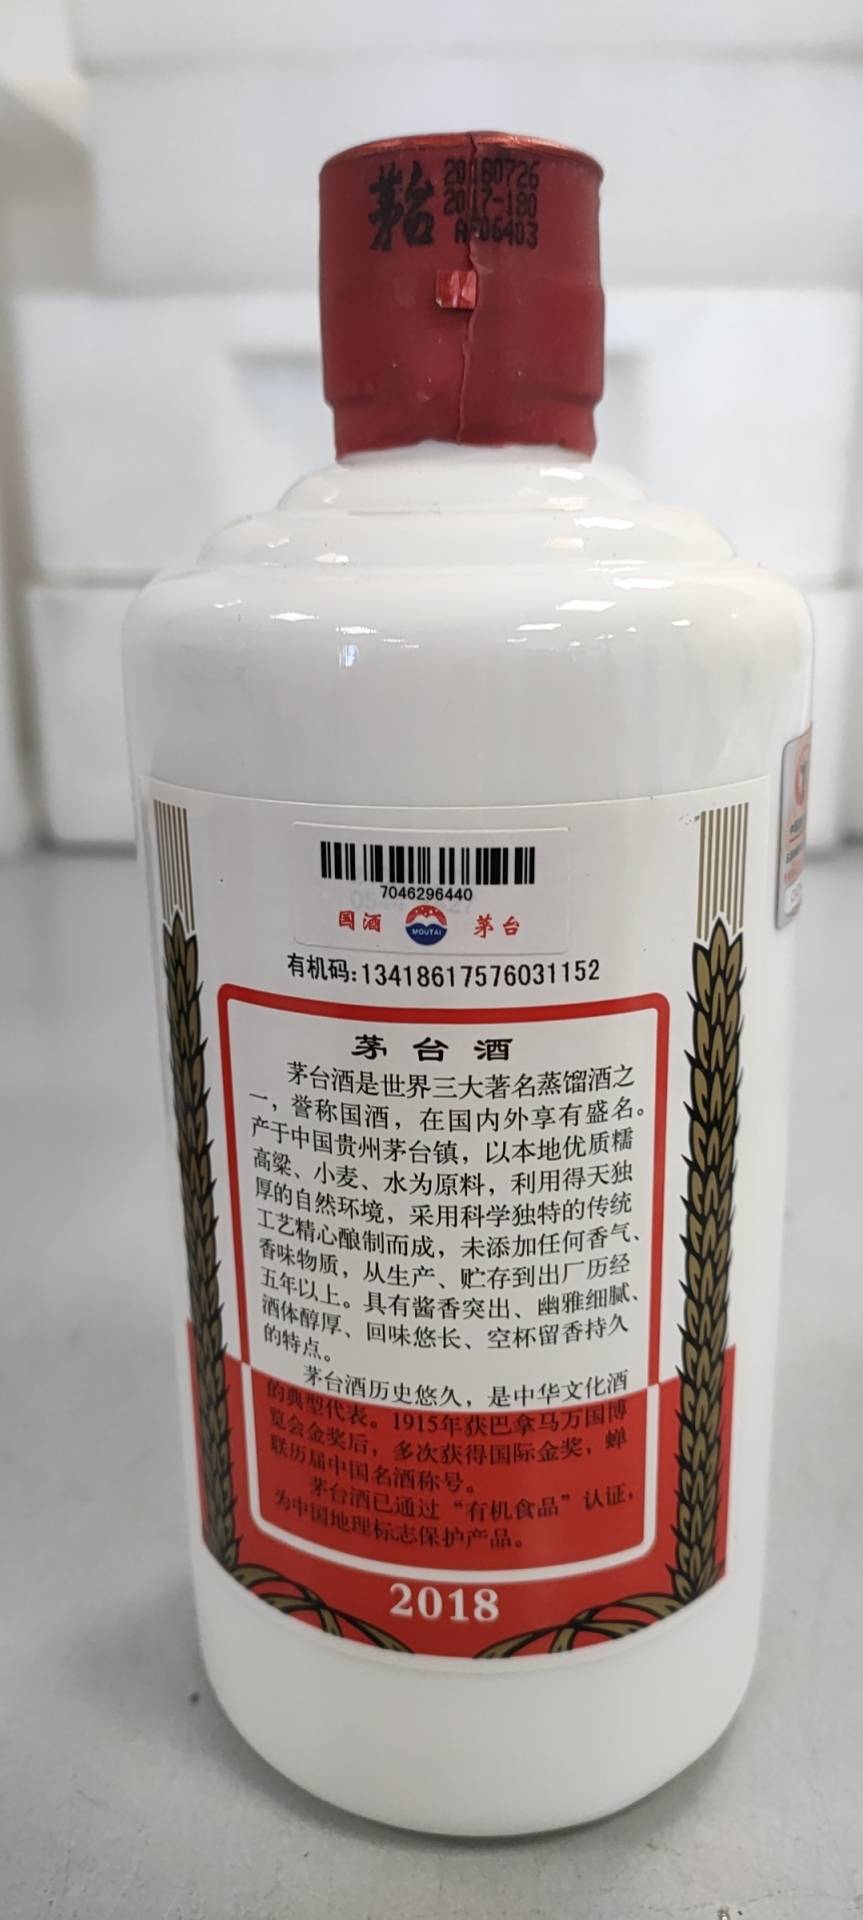 茅台
20180726
2017-180
AF06403
7046296440
国酒
MOUTAI
茅台
有机码:13418617576031152
茅台酒
茅台酒是世界三大著名蒸馏酒之
一，誉称国酒，在国内外享有盛名。
产于中国贵州茅台镇，以本地优质糯
高粱、小麦、水为原料，利用得天独
厚的自然环境，采用科学独特的传统
工艺精心酿制而成，未添加任何香气、
香味物质，从生产、贮存到出厂历经
五年以上。具有酱香突出、幽雅细腻、
酒体醇厚、回味悠长、空杯留香持久
的特点。
茅台酒历史悠久，是中华文化酒
的典型代表。1915年获巴拿马万国博
览会金奖后，多次获得国际金奖，蝉
联历届中国名酒称号。
茅台酒已通过“有机食品”认证，
为中国地理标志保护产品。
2018